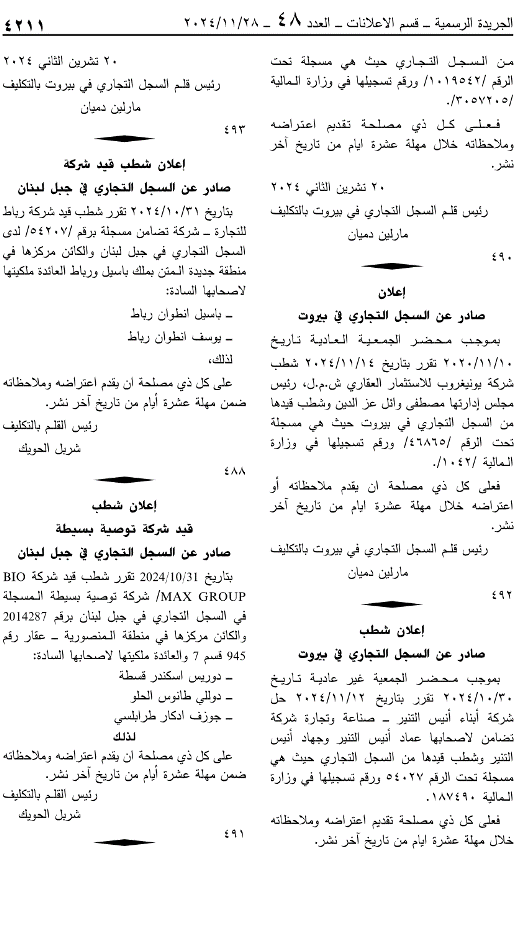 الجريدة الرسمية ــ قسم الاعلانات ــ العدد ٤٨ ــ ٢٠٢٤/١١/٢٨
٤٢١١
من السجل التجاري حيث هي مسجلة تحت
الرقم /١٠١٩٥٤٢/ ورقم تسجيلها في وزارة المالية
/٣٠٥٧٢٠٥/.
فعلى كل ذي مصلحة تقديم اعتراضه
وملاحظاته خلال مهلة عشرة ايام من تاريخ آخر
نشر.
٢٠ تشرين الثاني ٢٠٢٤
رئيس قلم السجل التجاري في بيروت بالتكليف
مارلين دميان
٤٩٠
إعلان
صادر عن السجل التجاري في بيروت
بموجب محضر الجمعية العادية تاريخ
٢٠٢٠/١١/١٠ تقرر بتاريخ ٢٠٢٤/١١/١٤ شطب
شركة يونيغروب للاستثمار العقاري ش.م.ل، رئيس
مجلس إدارتها مصطفى وائل عز الدين وشطب قيدها
من السجل التجاري في بيروت حيث هي مسجلة
تحت الرقم /٤٦٨٦٥/ ورقم تسجيلها في وزارة
المالية /١٠٤٢/.
فعلى كل ذي مصلحة ان يقدم ملاحظاته أو
اعتراضه خلال مهلة عشرة ايام من تاريخ آخر
نشر.
رئيس قلم السجل التجاري في بيروت بالتكليف
مارلين دميان
٤٩٢
إعلان شطب
صادر عن السجل التجاري في بيروت
بموجب محضر الجمعية غير عادية تاريخ
٢٠٢٤/١٠/٣٠ تقرر بتاريخ ٢٠٢٤/١١/١٢ حل
شركة أبناء أنيس التنير ــ صناعة وتجارة شركة
تضامن لاصحابها عماد أنيس التنير وجهاد أنيس
التنير وشطب قيدها من السجل التجاري حيث هي
مسجلة تحت الرقم ٥٤٠٢٧ ورقم تسجيلها في وزارة
المالية ١٨٧٤٩٠.
فعلى كل ذي مصلحة تقديم اعتراضه وملاحظاته
خلال مهلة عشرة ايام من تاريخ آخر نشر.
٢٠ تشرين الثاني ٢٠٢٤
رئيس قلم السجل التجاري في بيروت بالتكليف
مارلين دميان
٤٩٣
إعلان شطب قيد شركة
صادر عن السجل التجاري في جبل لبنان
بتاريخ ٢٠٢٤/١٠/٣١ تقرر شطب قيد شركة رباط
للتجارة ــ شركة تضامن مسجلة برقم /٥٤٢٠٧/ لدى
السجل التجاري في جبل لبنان والكائن مركزها في
منطقة جديدة المتن بملك باسيل ورباط العائدة ملكيتها
لاصحابها السادة:
ــ باسيل انطوان رباط
ــ يوسف انطوان رباط
لذلك،
على كل ذي مصلحة ان يقدم اعتراضه وملاحظاته
ضمن مهلة عشرة أيام من تاريخ آخر نشر.
رئيس القلم بالتكليف
شربل الحويك
٤٨٨
إعلان شطب
قيد شركة توصية بسيطة
صادر عن السجل التجاري في جبل لبنان
بتاريخ 2024/10/31 تقرر شطب قيد شركة BIO
MAX GROUP/ شركة توصية بسيطة المسجلة
في السجل التجاري في جبل لبنان برقم 2014287
والكائن مركزها في منطقة المنصورية ــ عقار رقم
945 قسم 7 والعائدة ملكيتها لاصحابها السادة:
ــ دوريس اسكندر قسطة
ــ دوللي طانوس الحلو
ــ جوزف ادكار طرابلسي
لذلك
على كل ذي مصلحة ان يقدم اعتراضه وملاحظاته
ضمن مهلة عشرة أيام من تاريخ آخر نشر.
رئيس القلم بالتكليف
شربل الحويك
٤٩١